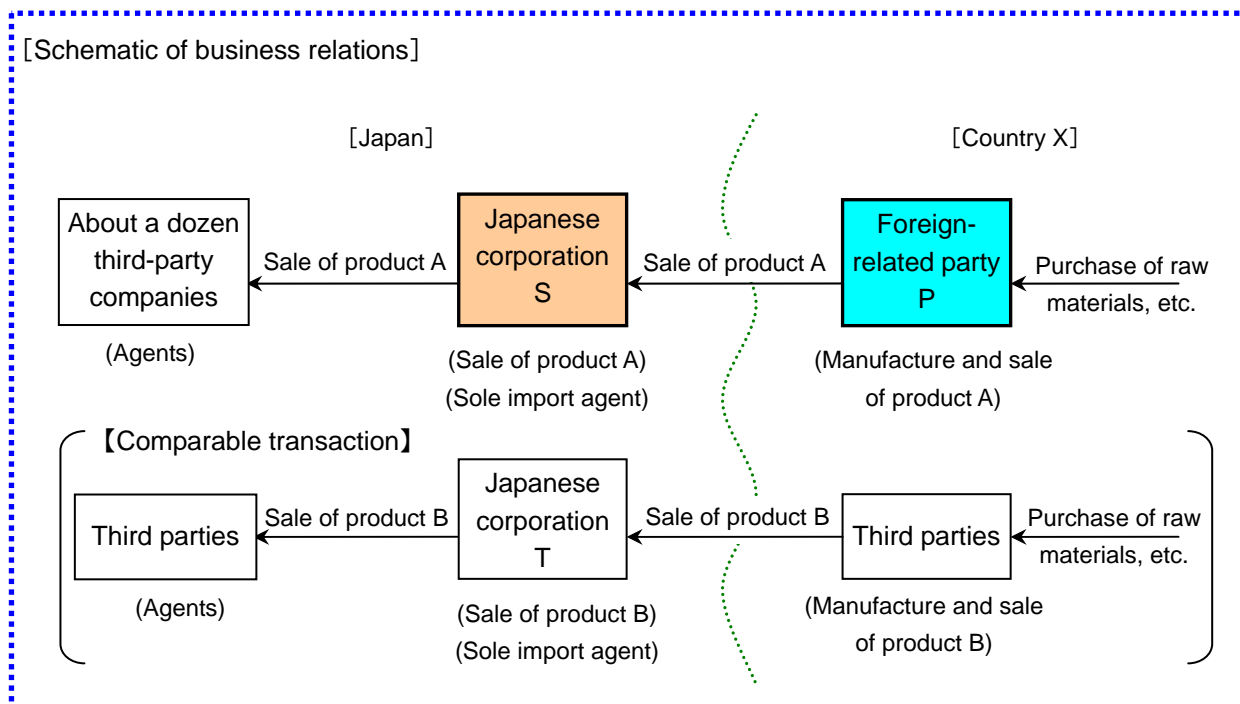 ［Schematic of business relations］
［Japan］
［Country X］
About a dozen
third-party
companies
(Agents)
Sale of product A
Japanese
corporation
S
(Sale of product A)
(Sole import agent)
Sale of product A
Foreign-
related party
P
(Manufacture and sale
of product A)
Purchase of raw
materials, etc.
【Comparable transaction】
Third parties
(Agents)
Sale of product B
Japanese
corporation
T
(Sale of product B)
(Sole import agent)
Sale of product B
Third parties
(Manufacture and sale
of product B)
Purchase of raw
materials, etc.